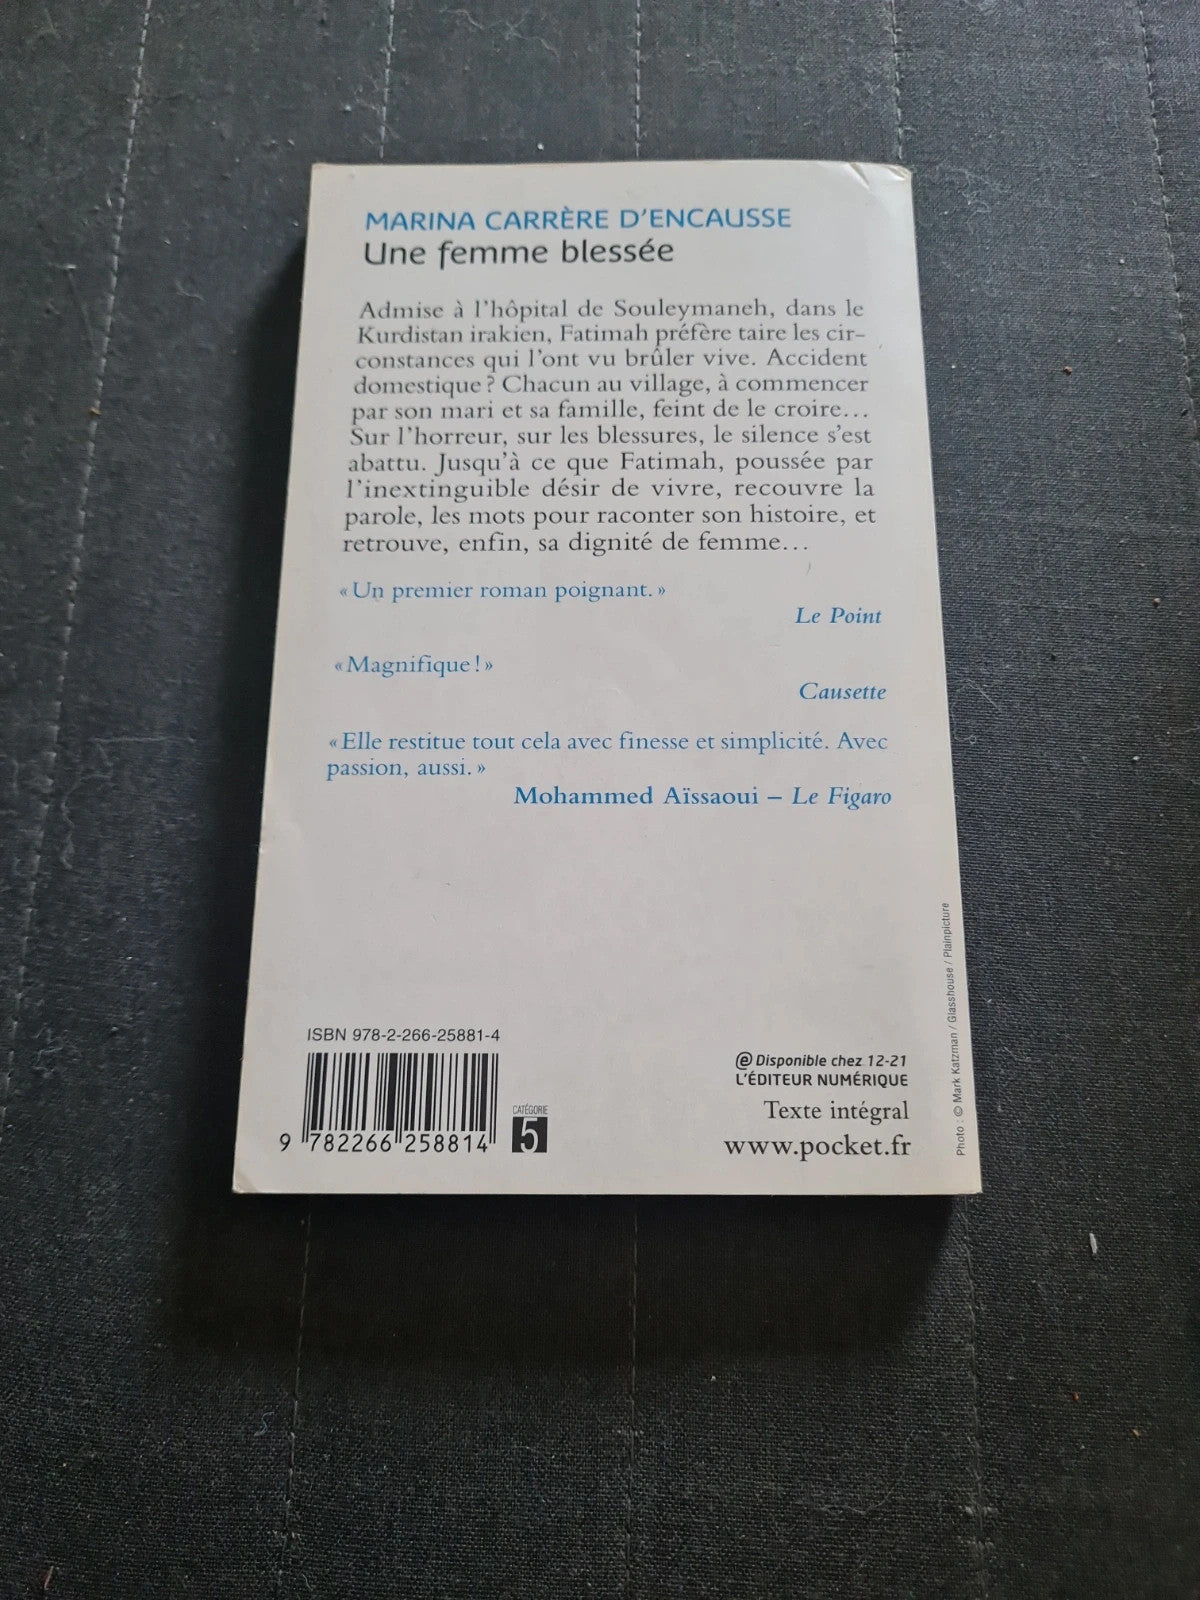 MARINA CARRÈRE D'ENCAUSSE
Une femme blessée
Admise à l'hôpital de Souleymaneh, dans le
Kurdistan irakien, Fatimah préfère taire les cir-
constances qui l'ont vu brûler vive. Accident
domestique ? Chacun au village, à commencer
par son mari et sa famille, feint de le croire…
Sur l'horreur, sur les blessures, le silence s'est
abattu. Jusqu'à ce que Fatimah, poussée par
l'inextinguible désir de vivre, recouvre la
parole, les mots pour raconter son histoire, et
retrouve, enfin, sa dignité de femme…
« Un premier roman poignant. »
Le Point
« Magnifique ! »
Causette
« Elle restitue tout cela avec finesse et simplicité. Avec
passion, aussi. »
Mohammed Aïssaoui – Le Figaro
ISBN 978-2-266-25881-4
9 782266 258814
CATÉGORIE
5
@ Disponible chez 12-21
L'ÉDITEUR NUMÉRIQUE
Texte intégral
www.pocket.fr
Photo : © Mark Katzman / Glasshouse / Plainpicture